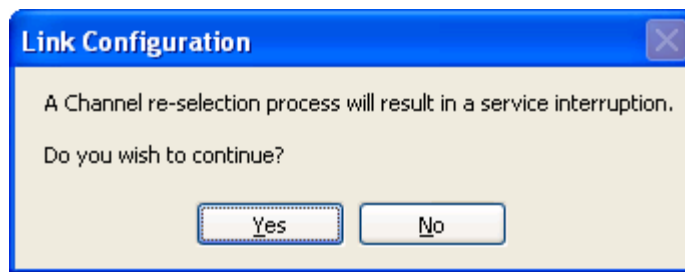 Link Configuration
A Channel re-selection process will result in a service interruption.
Do you wish to continue?
Yes
No